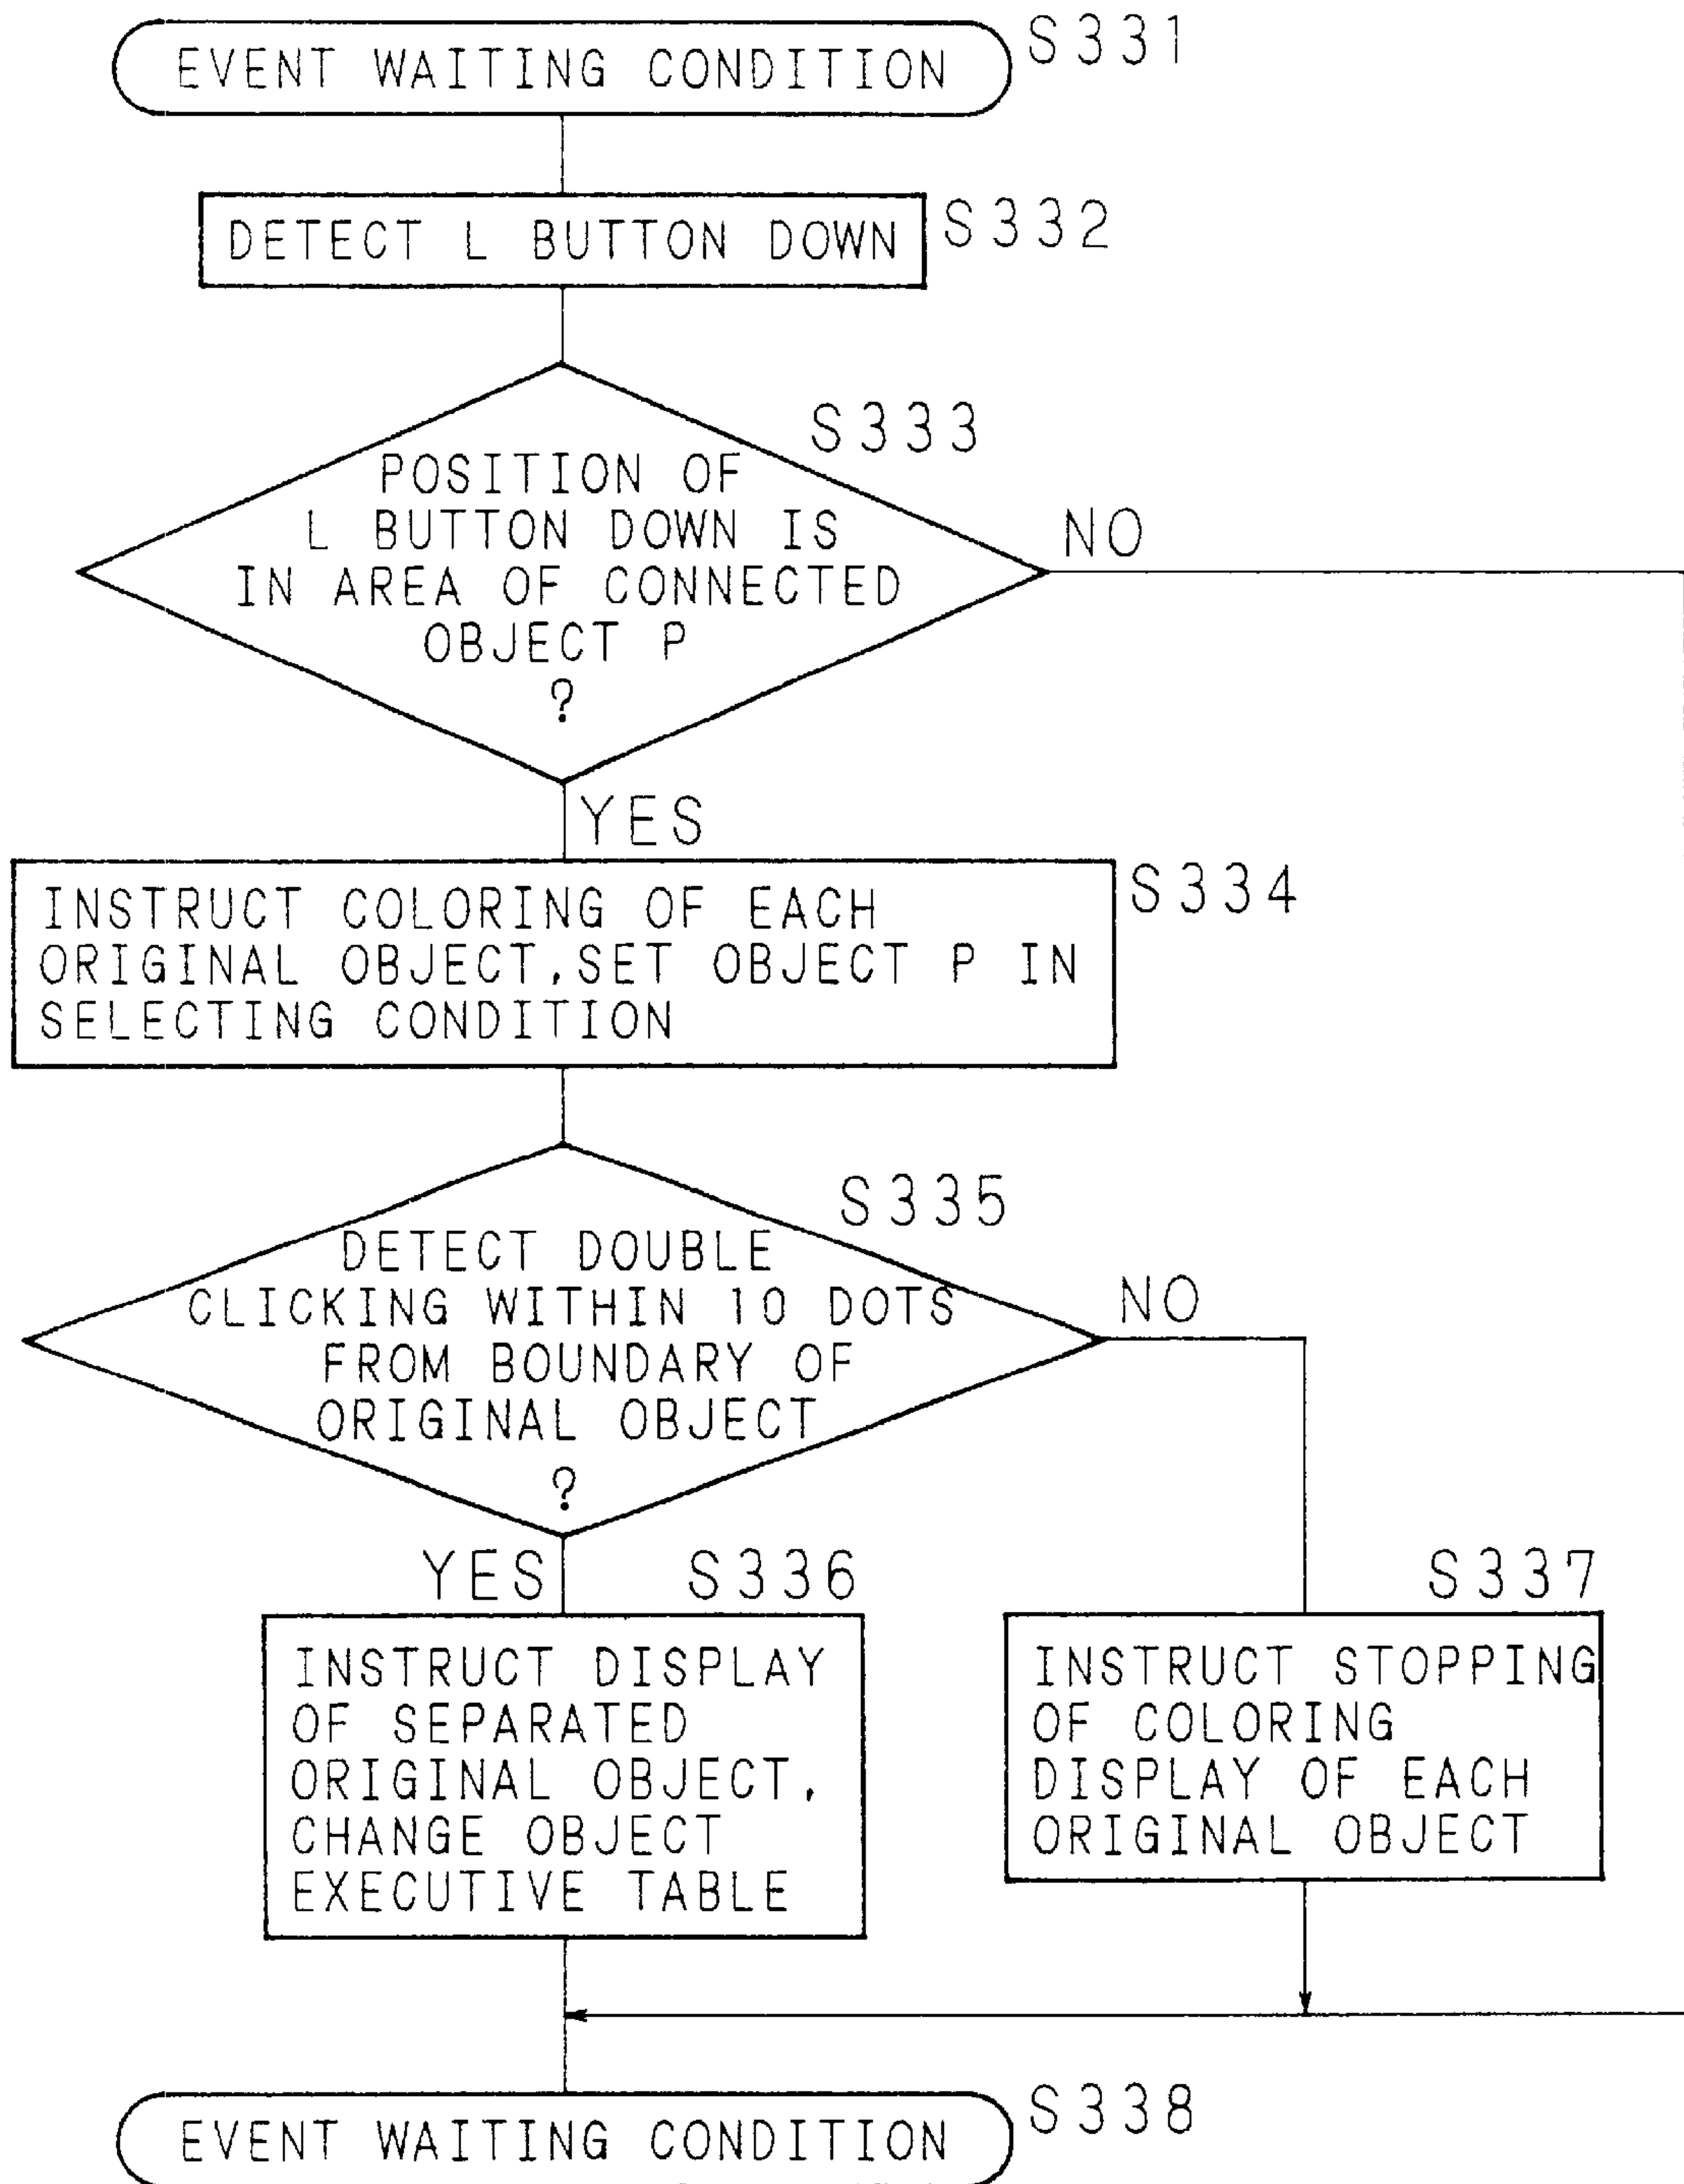 EVENT WAITING CONDITION
S331
DETECT L BUTTON DOWN
S332
S333
POSITION OF
L BUTTON DOWN IS
IN AREA OF CONNECTED
OBJECT P
?
NO
YES
S334
INSTRUCT COLORING OF EACH
ORIGINAL OBJECT,SET OBJECT P IN
SELECTING CONDITION
S335
DETECT DOUBLE
CLICKING WITHIN 10 DOTS
FROM BOUNDARY OF
ORIGINAL OBJECT
?
NO
YES
S336
INSTRUCT DISPLAY
OF SEPARATED
ORIGINAL OBJECT,
CHANGE OBJECT
EXECUTIVE TABLE
S337
INSTRUCT STOPPING
OF COLORING
DISPLAY OF EACH
ORIGINAL OBJECT
EVENT WAITING CONDITION
S338